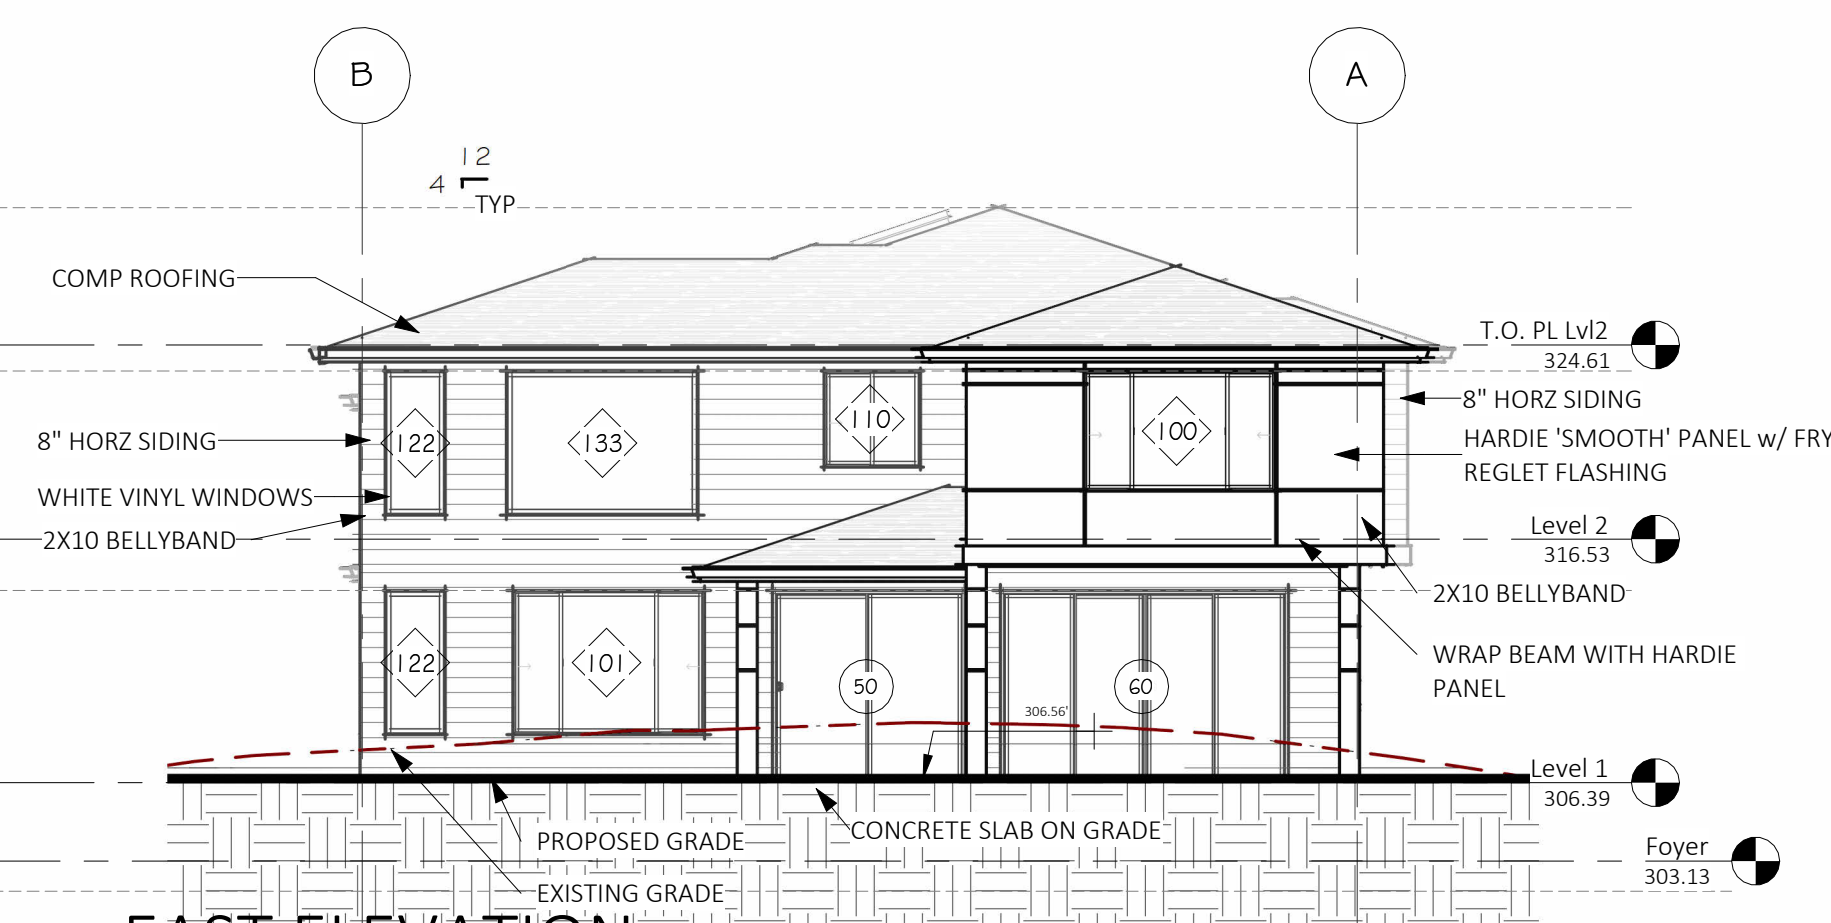 B
A
12
4
TYP
COMP ROOFING
T.O. PL Lvl2
324.61
8" HORZ SIDING
122
133
110
100
8" HORZ SIDING
HARDIE 'SMOOTH' PANEL w/ FRY
REGLET FLASHING
WHITE VINYL WINDOWS
2X10 BELLYBAND
Level 2
316.53
2X10 BELLYBAND
122
101
50
60
WRAP BEAM WITH HARDIE
PANEL
306.56'
Level 1
306.39
PROPOSED GRADE
CONCRETE SLAB ON GRADE
Foyer
303.13
EXISTING GRADE
EAST ELEVATION